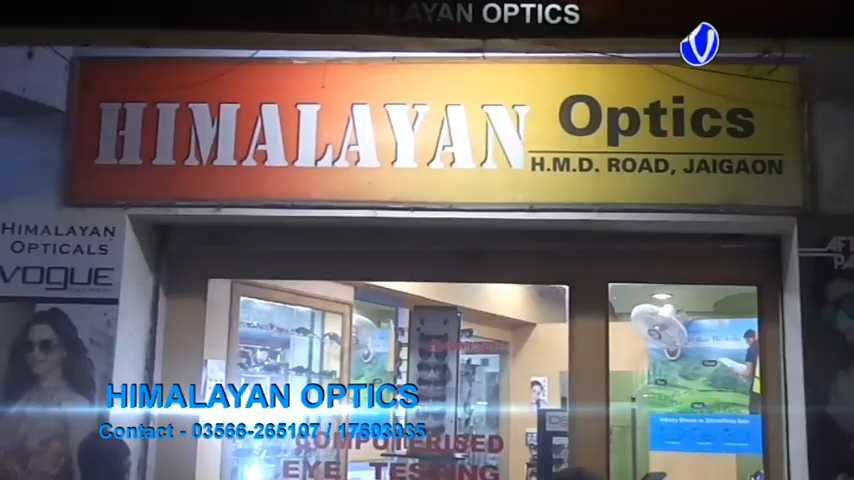 HIMALAYAN OPTICS
HIMALAYAN Optics
H.M.D. ROAD, JAIGAON
HIMALAYAN
OPTICALS
VOGUE
HIMALAYAN OPTICS
Contact - 03566-265107 / 17603035
COMPUTERISED
EYE TESTING